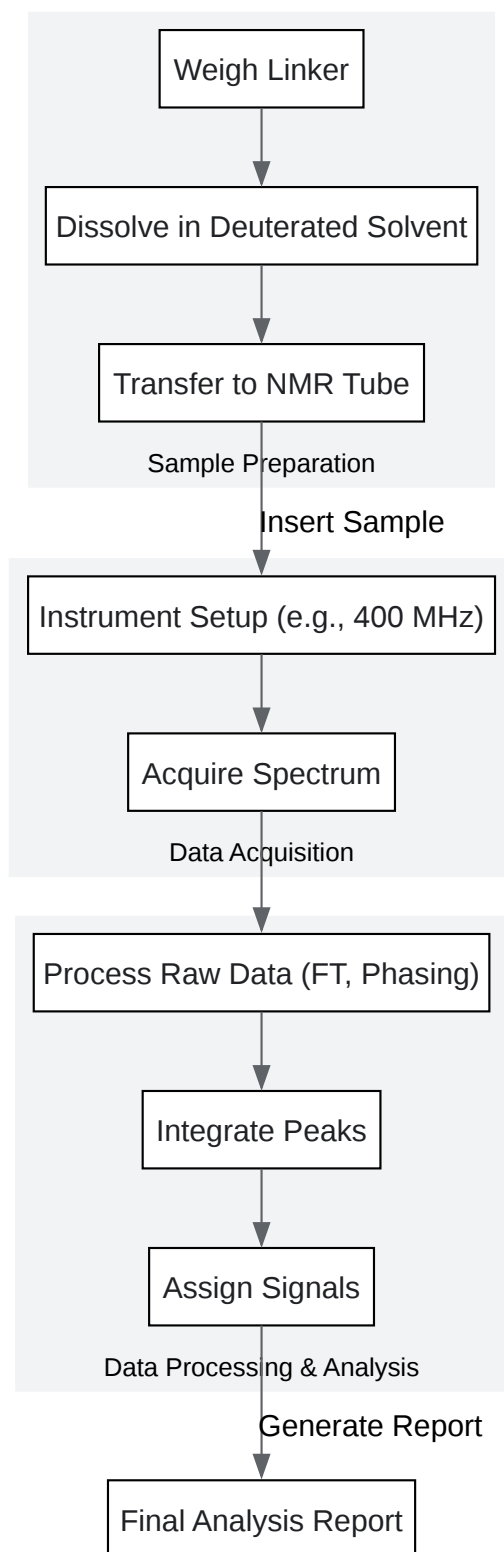 Weigh Linker
Dissolve in Deuterated Solvent
Transfer to NMR Tube
Sample Preparation
Insert Sample
Instrument Setup (e.g., 400 MHz)
Acquire Spectrum
Data Acquisition
Process Raw Data (FT, Phasing)
Integrate Peaks
Assign Signals
Data Processing & Analysis
Generate Report
Final Analysis Report